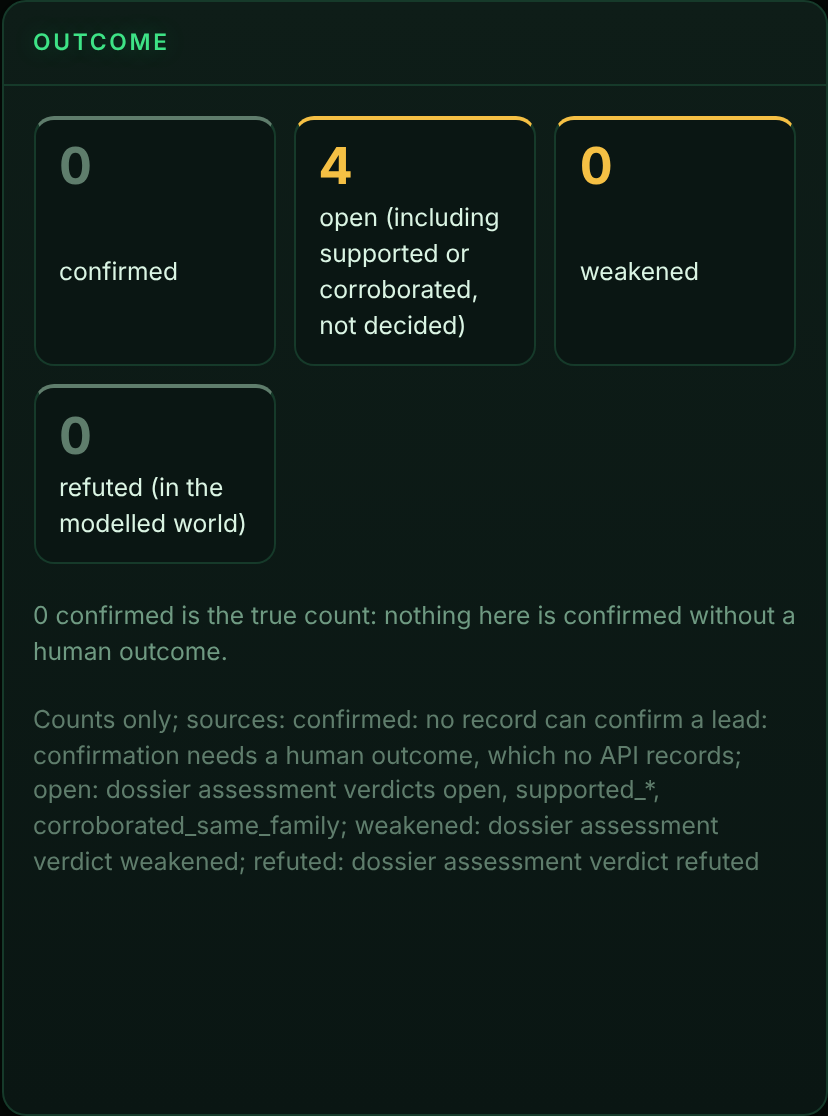 OUTCOME
0
confirmed
4
open (including
supported or
corroborated,
not decided)
0
weakened
0
refuted (in the
modelled world)
0 confirmed is the true count: nothing here is confirmed without a
human outcome.
Counts only; sources: confirmed: no record can confirm a lead:
confirmation needs a human outcome, which no API records;
open: dossier assessment verdicts open, supported_*,
corroborated_same_family; weakened: dossier assessment
verdict weakened; refuted: dossier assessment verdict refuted